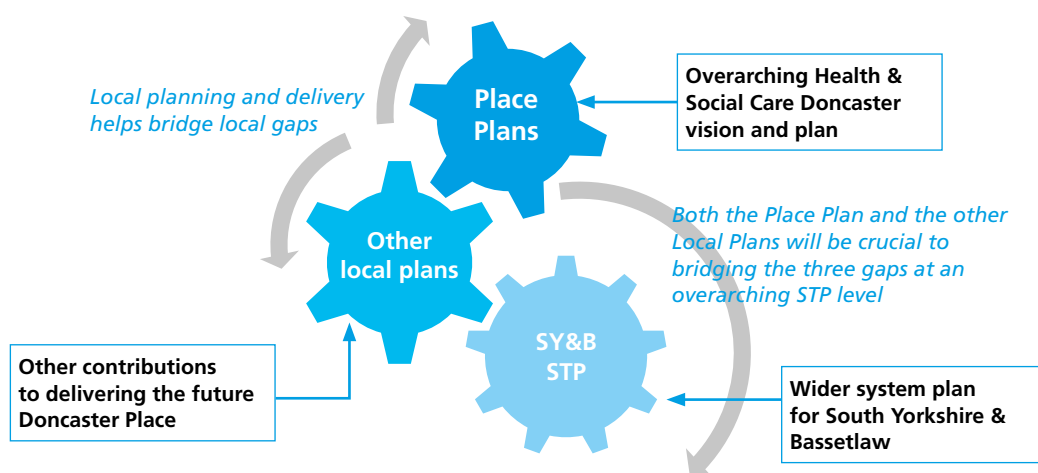 Local planning and delivery
helps bridge local gaps
Place
Plans
Overarching Health &
Social Care Doncaster
vision and plan
Other
local plans
Both the Place Plan and the other
Local Plans will be crucial to
bridging the three gaps at an
overarching STP level
SY&B
STP
Other contributions
to delivering the future
Doncaster Place
Wider system plan
for South Yorkshire &
Bassetlaw